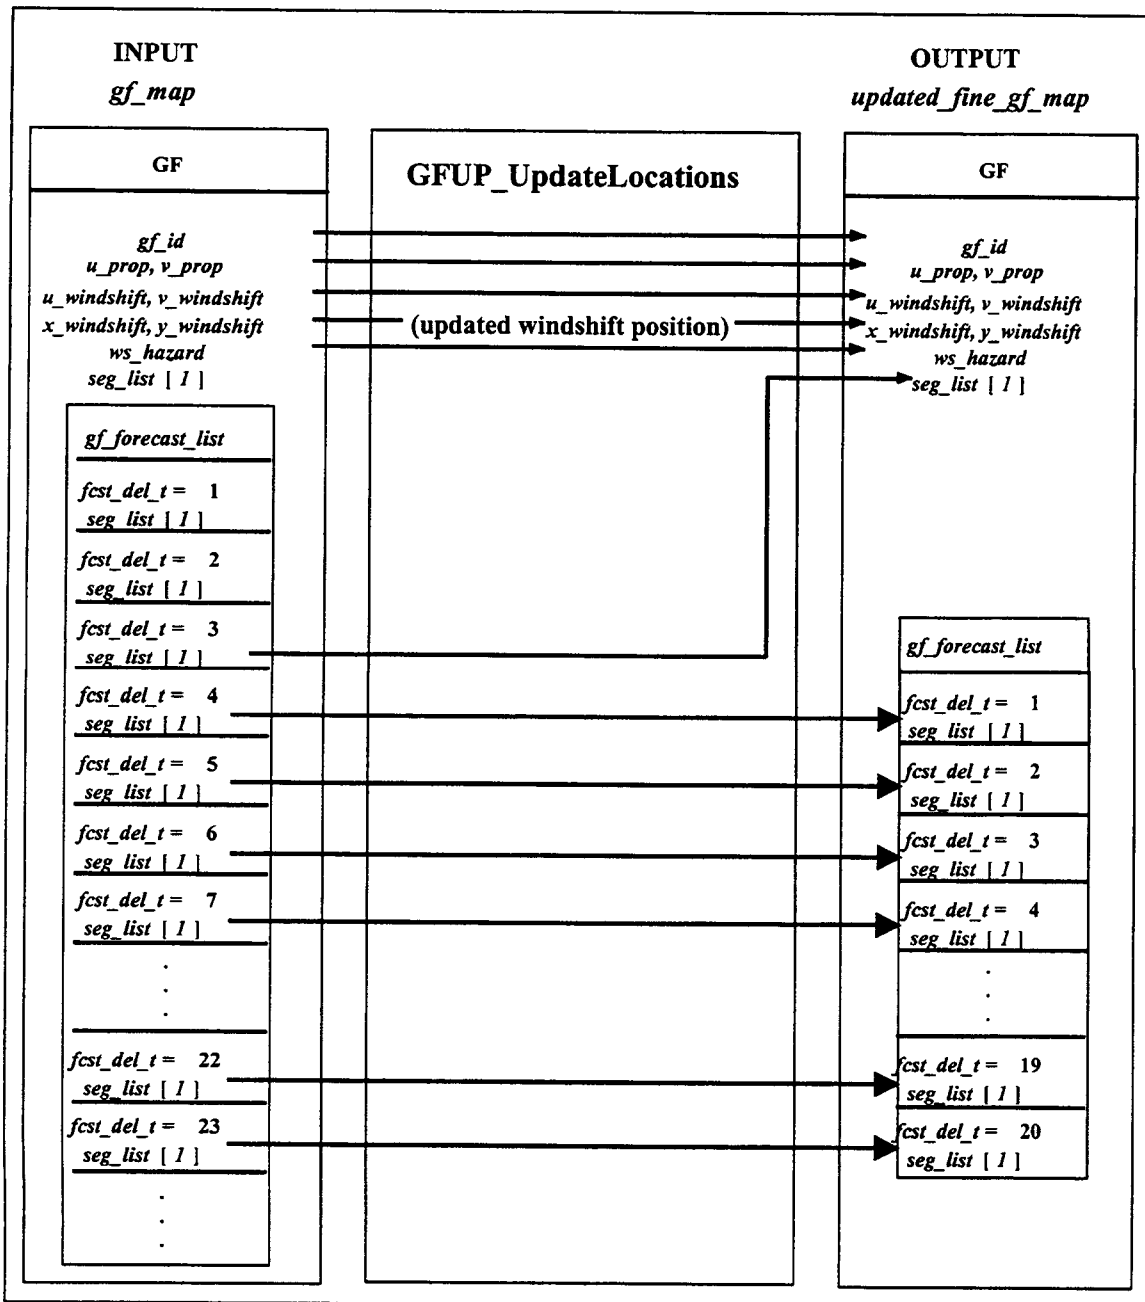 INPUT
gf_map
GF
gf_id
u_prop, v_prop
u_windshift, v_windshift
x_windshift, y_windshift
ws_hazard
seg_list [ 1 ]
gf_forecast_list
fcst_del_t = 1
seg_list [ 1 ]
fcst_del_t = 2
seg_list [ 1 ]
fcst_del_t = 3
seg_list [ 1 ]
fcst_del_t = 4
seg_list [ 1 ]
fcst_del_t = 5
seg_list [ 1 ]
fcst_del_t = 6
seg_list [ 1 ]
fcst_del_t = 7
seg_list [ 1 ]
.
.
.
fcst_del_t = 22
seg_list [ 1 ]
fcst_del_t = 23
seg_list [ 1 ]
.
.
.
GFUP_UpdateLocations
(updated windshift position)
OUTPUT
updated_fine_gf_map
GF
gf_id
u_prop, v_prop
u_windshift, v_windshift
x_windshift, y_windshift
ws_hazard
seg_list [ 1 ]
gf_forecast_list
fcst_del_t = 1
seg_list [ 1 ]
fcst_del_t = 2
seg_list [ 1 ]
fcst_del_t = 3
seg_list [ 1 ]
fcst_del_t = 4
seg_list [ 1 ]
.
.
.
fcst_del_t = 19
seg_list [ 1 ]
fcst_del_t = 20
seg_list [ 1 ]